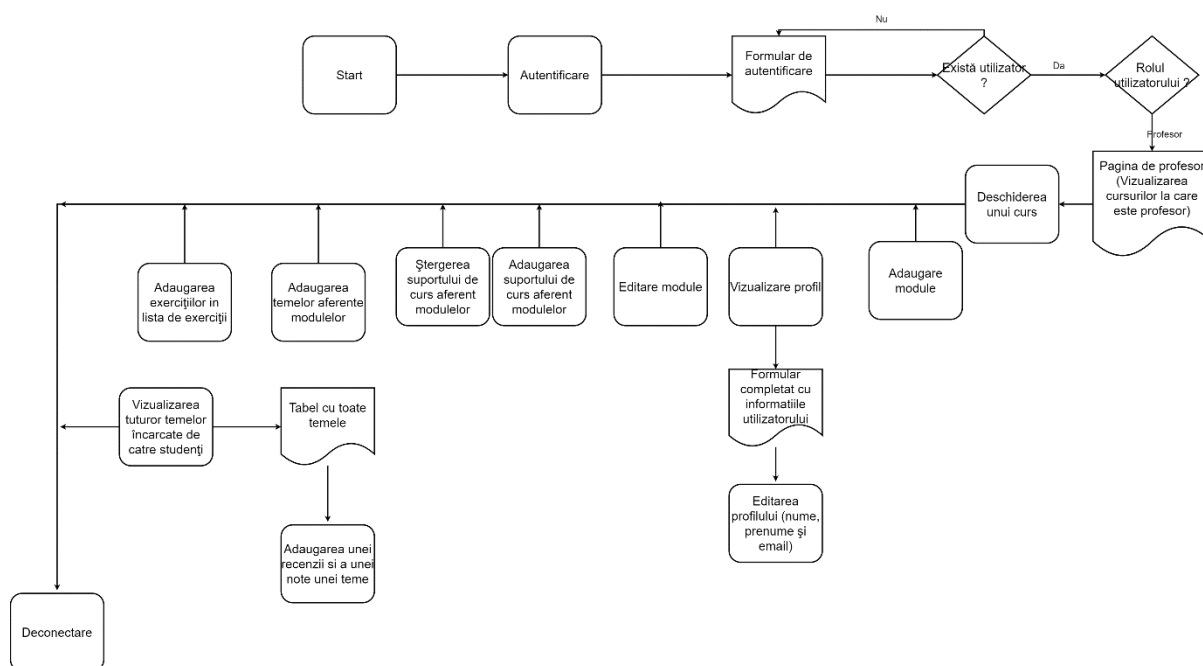 Nu
Start
Autentificare
Formular de
autentificare
Există utilizator
?
Da
Rolul
utilizatorului ?
Profesor
Pagina de profesor
(Vizualizarea
cursurilor la care
este profesor)
Deschiderea
unui curs
Adaugarea
exerciţiilor in
lista de exerciţii
Adaugarea
temelor aferente
modulelor
Ştergerea
suportului de
curs aferent
modulelor
Adaugarea
suportului de
curs aferent
modulelor
Editare module
Vizualizare profil
Adaugare
module
Vizualizarea
tuturor temelor
încarcate de
catre studenţi
Tabel cu toate
temele
Formular
completat cu
informatiile
utilizatorului
Editarea
profilului (nume,
prenume şi
email)
Adaugarea unei
recenzii si a unei
note unei teme
Deconectare